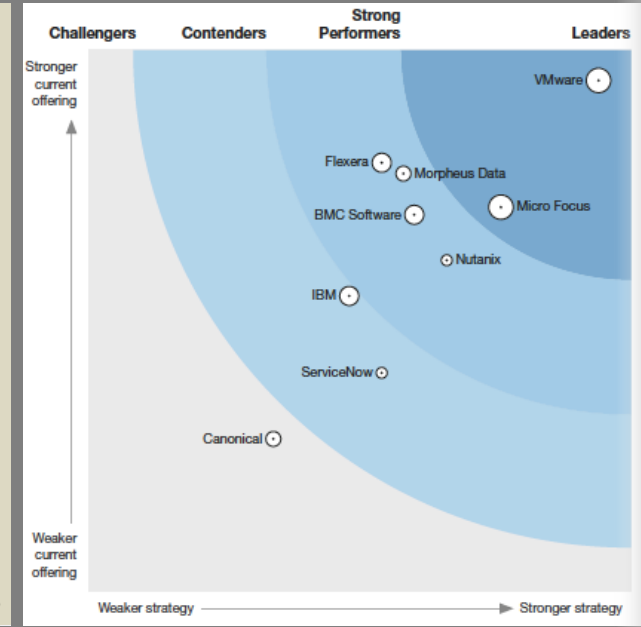 Challengers
Contenders
Strong
Performers
Leaders
Stronger
current
offering
VMware
Flexera
Morpheus Data
Micro Focus
BMC Software
Nutanix
IBM
ServiceNow
Canonical
Weaker
current
offering
Weaker strategy
Stronger strategy